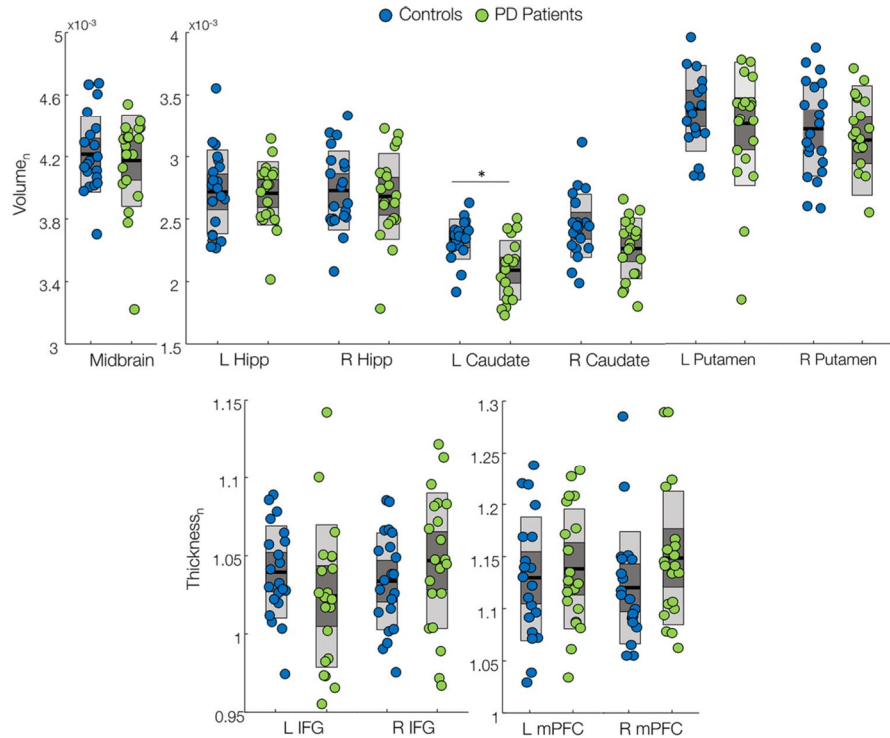 Controls PD Patients
x10⁻³ x10⁻³
5 4
4.6 3.5
4.2 3
3.8 2.5
3.4 2
3 1.5
Volumeₙ
*
Midbrain L Hipp R Hipp L Caudate R Caudate L Putamen R Putamen
1.15 1.3
1.1 1.25
1.05 1.2
1 1.15
0.95 1.1
1.05
1
Thicknessₙ
L IFG R IFG L mPFC R mPFC